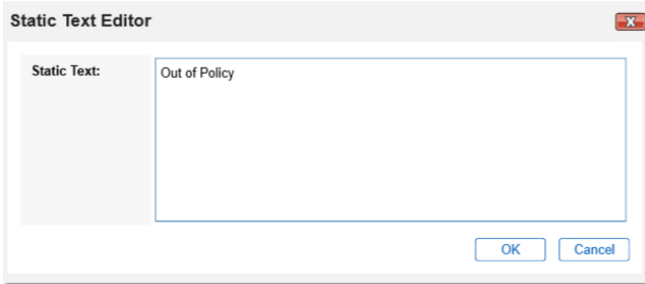 Static Text Editor
X
Static Text:
Out of Policy
OK
Cancel